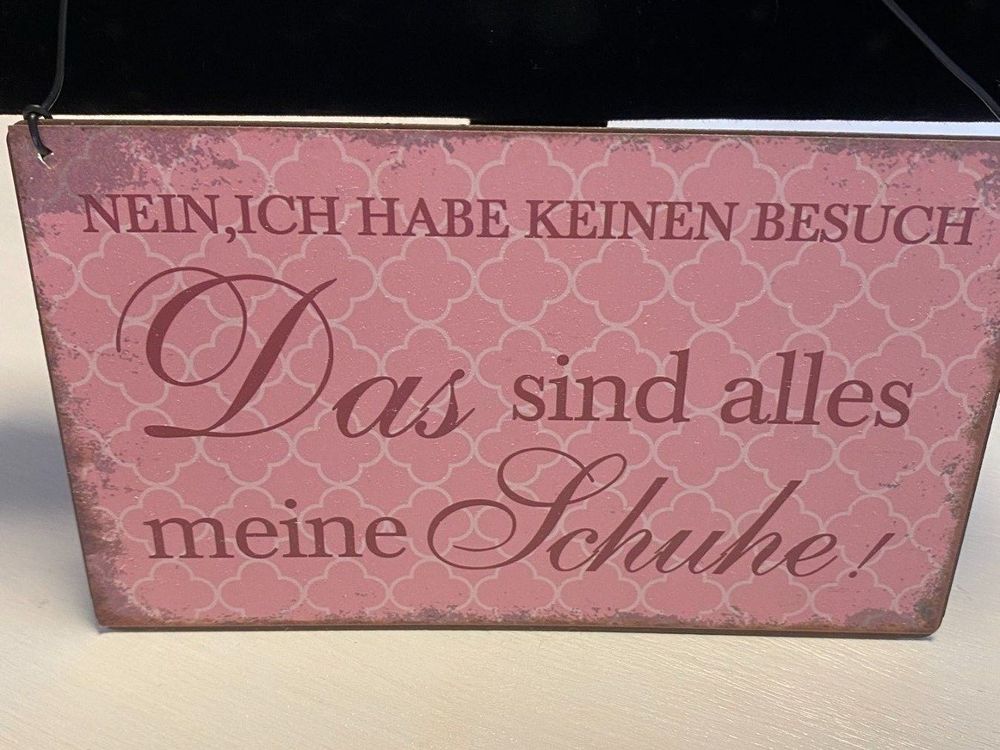 NEIN,ICH HABE KEINEN BESUCH
Das sind alles
meine Schuhe!